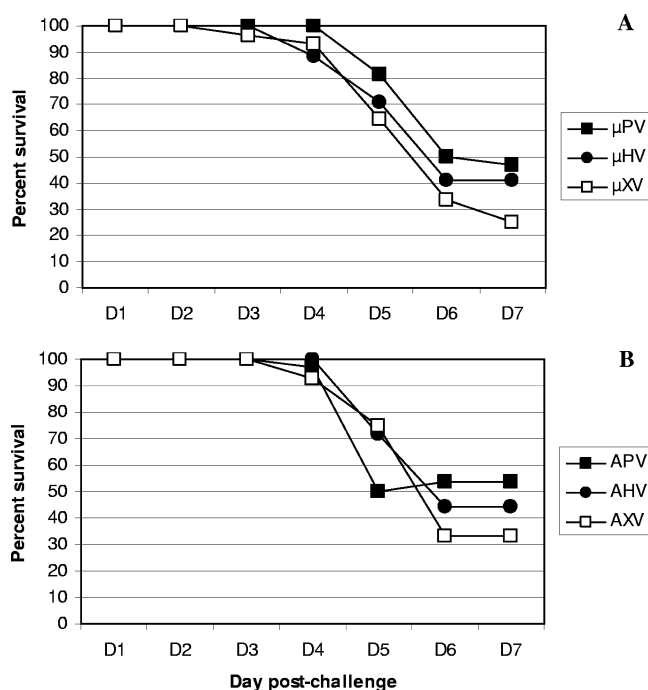 A
Percent survival
100
90
80
70
60
50
40
30
20
10
0
D1 D2 D3 D4 D5 D6 D7
µPV
µHV
µXV
B
Percent survival
100
90
80
70
60
50
40
30
20
10
0
D1 D2 D3 D4 D5 D6 D7
Day post-challenge
APV
AHV
AXV